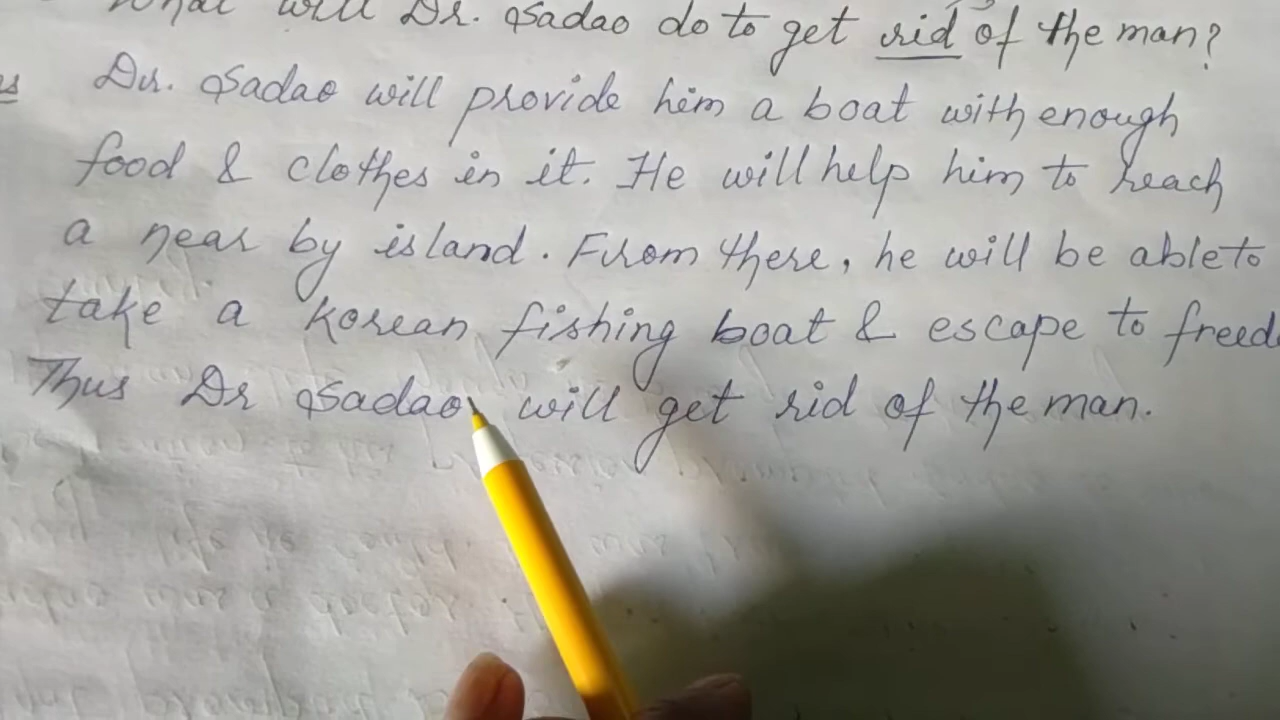 What will Dr. Sadao do to get rid of the man?
Dr. Sadao will provide him a boat with enough
food & clothes in it. He will help him to reach
a near by island. From there, he will be able to
take a korean fishing boat & escape to freed
Thus Dr Sadao will get rid of the man.